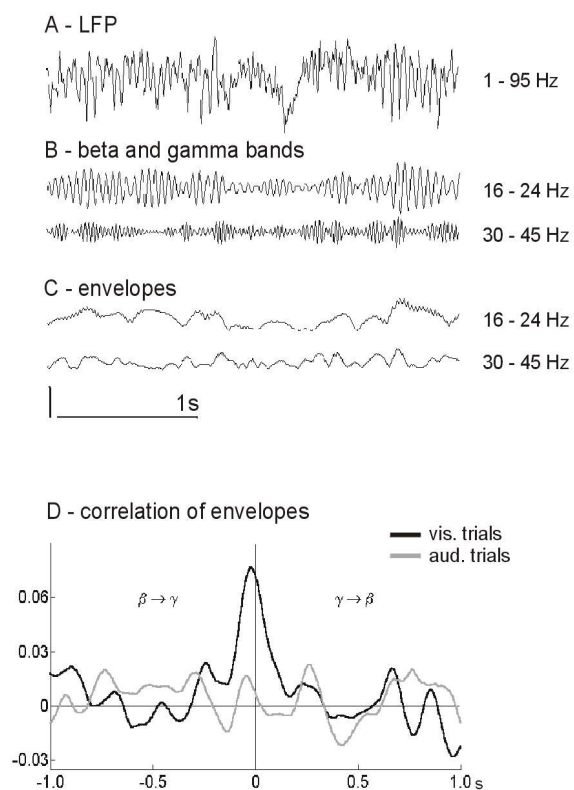 A - LFP
1 - 95 Hz
B - beta and gamma bands
16 - 24 Hz
30 - 45 Hz
C - envelopes
16 - 24 Hz
30 - 45 Hz
1s
D - correlation of envelopes
vis. trials
aud. trials
β → γ
γ → β
0.06
0.03
0
-0.03
-1.0 -0.5 0 0.5 1.0 s